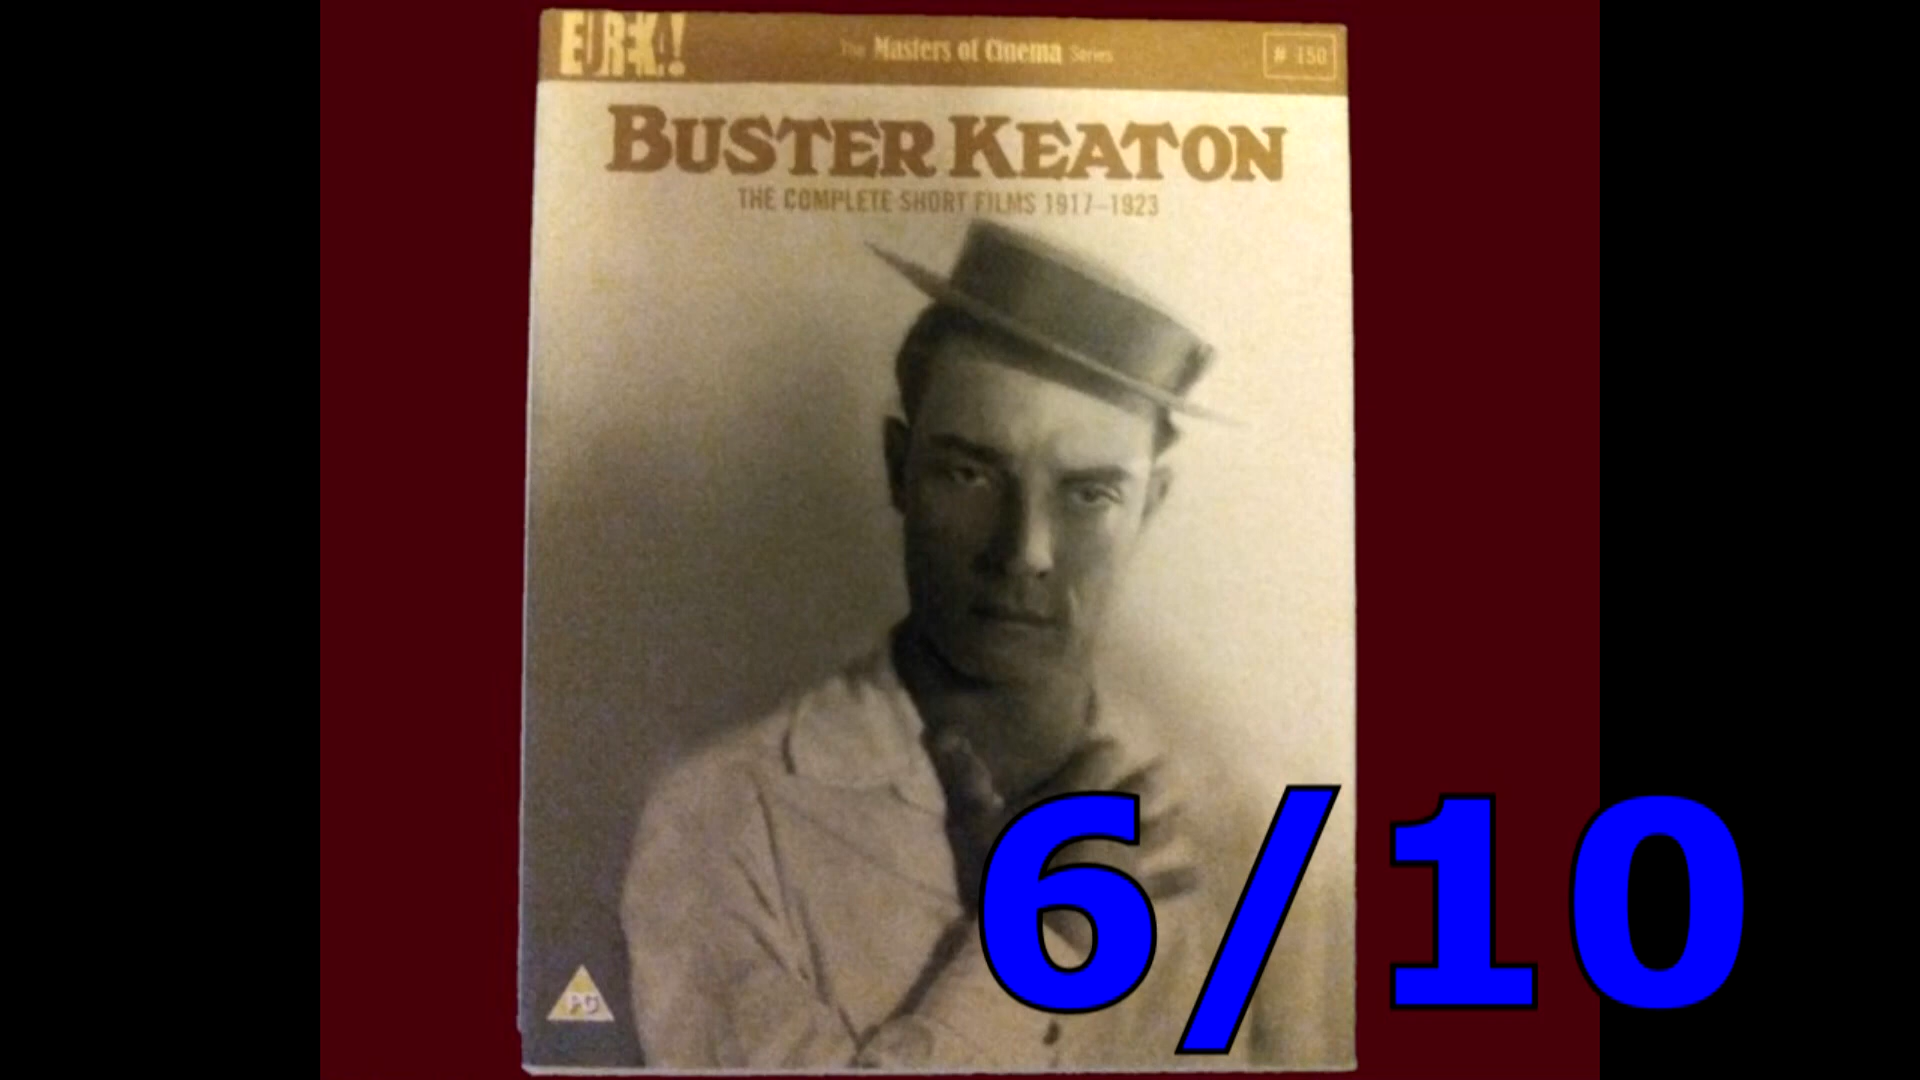 EUREKA!
The Masters of Cinema Series
# 150
BUSTER KEATON
THE COMPLETE SHORT FILMS 1917–1923
6/10
PG